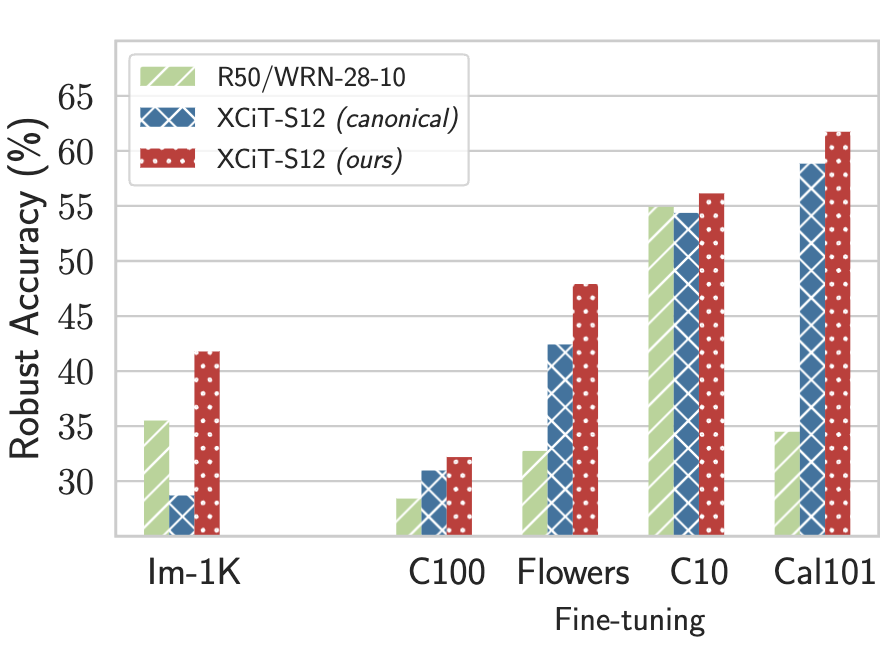 R50/WRN-28-10
XCiT-S12 (canonical)
XCiT-S12 (ours)
Robust Accuracy (%)
65
60
55
50
45
40
35
30
Im-1K C100 Flowers C10 Cal101
Fine-tuning